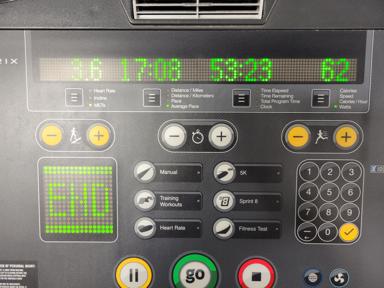 RIX
3.6 17:08 53:23 62
Heart Rate
Incline
METs
Distance / Miles
Distance / Kilometers
Pace
Average Pace
Time Elapsed
Time Remaining
Total Program Time
Clock
Calories
Speed
Calories / Hour
Watts
END
Manual
5K
Training
Workouts
Sprint 8
Heart Rate
Fitness Test
1 2 3
4 5 6
7 8 9
0
go